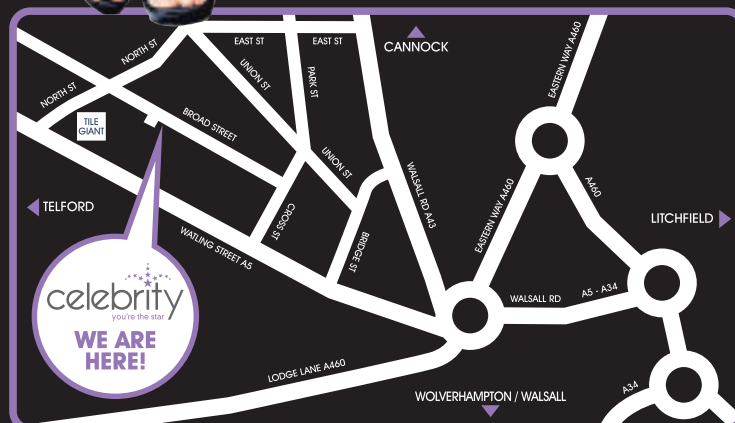 NORTH ST
EAST ST
EAST ST
CANNOCK
EASTERN WAY A460
UNION ST
PARK ST
NORTH ST
TILE
GIANT
BROAD STREET
UNION ST
WALSALL RD A43
EASTERN WAY A460
A460
TELFORD
CROSS ST
BRIDGE ST
LITCHFIELD
WATLING STREET A5
celebrity
you're the star
WE ARE
HERE!
WALSALL RD
A5 - A34
LODGE LANE A460
WOLVERHAMPTON / WALSALL
A34